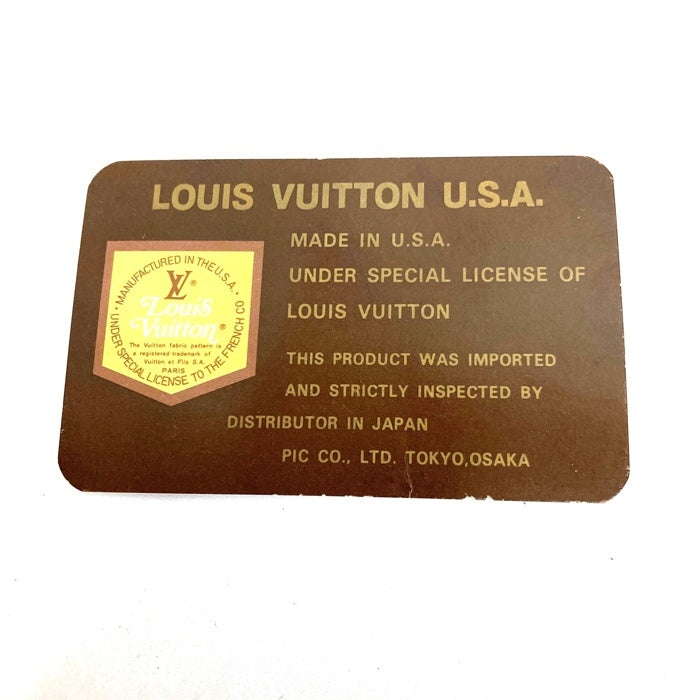 LOUIS VUITTON U.S.A.
MADE IN U.S.A.
UNDER SPECIAL LICENSE OF
LOUIS VUITTON
THIS PRODUCT WAS IMPORTED
AND STRICTLY INSPECTED BY
DISTRIBUTOR IN JAPAN
PIC CO., LTD. TOKYO,OSAKA
• MANUFACTURED IN THE U.S.A. •
UNDER SPECIAL LICENSE TO THE FRENCH CO
LV®
Louis
Vuitton®
The Vuitton fabric pattern is
a registered trademark of
Vuitton et Fils S.A.
PARIS